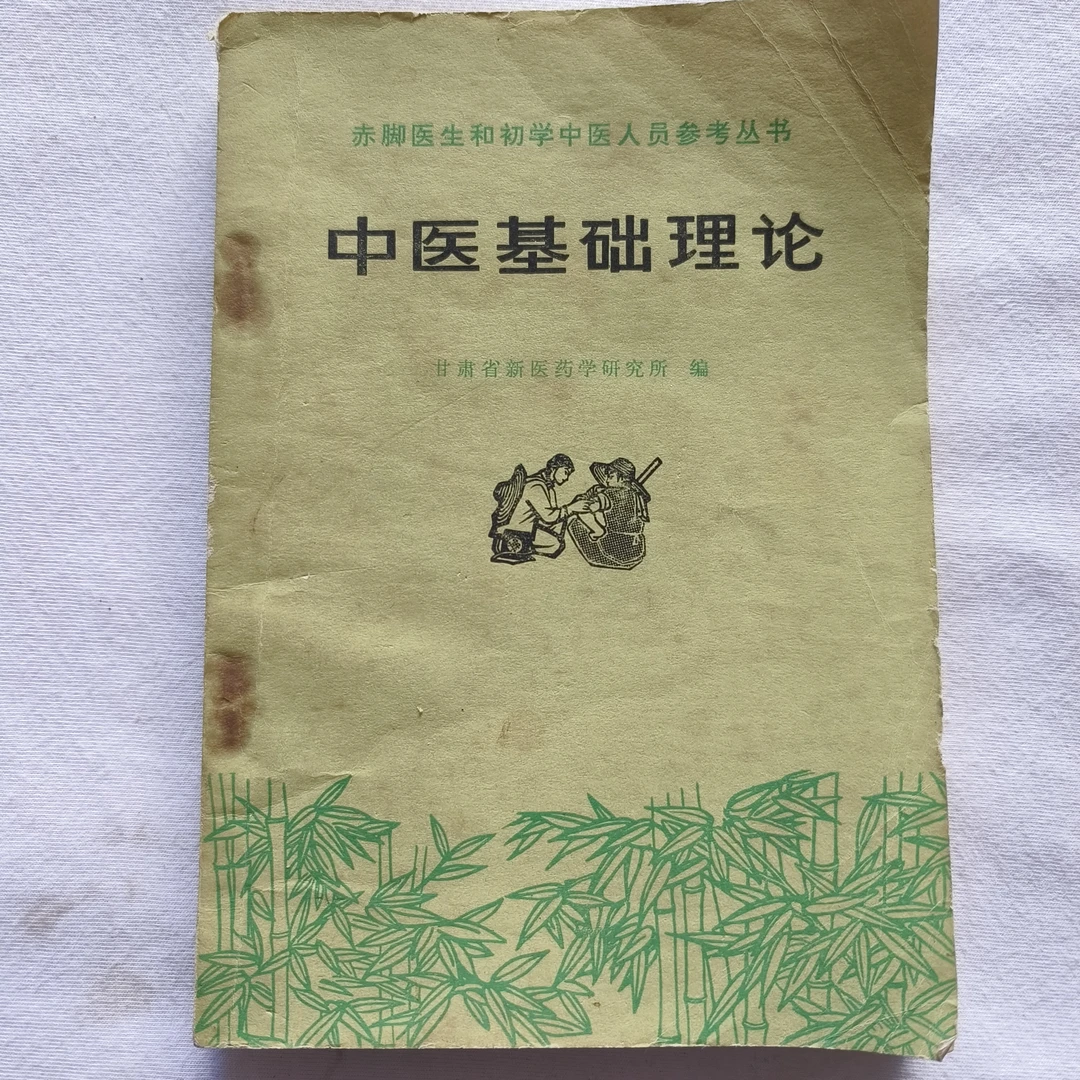 赤脚医生和初学中医人员参考丛书
中医基础理论
甘肃省新医药学研究所 编